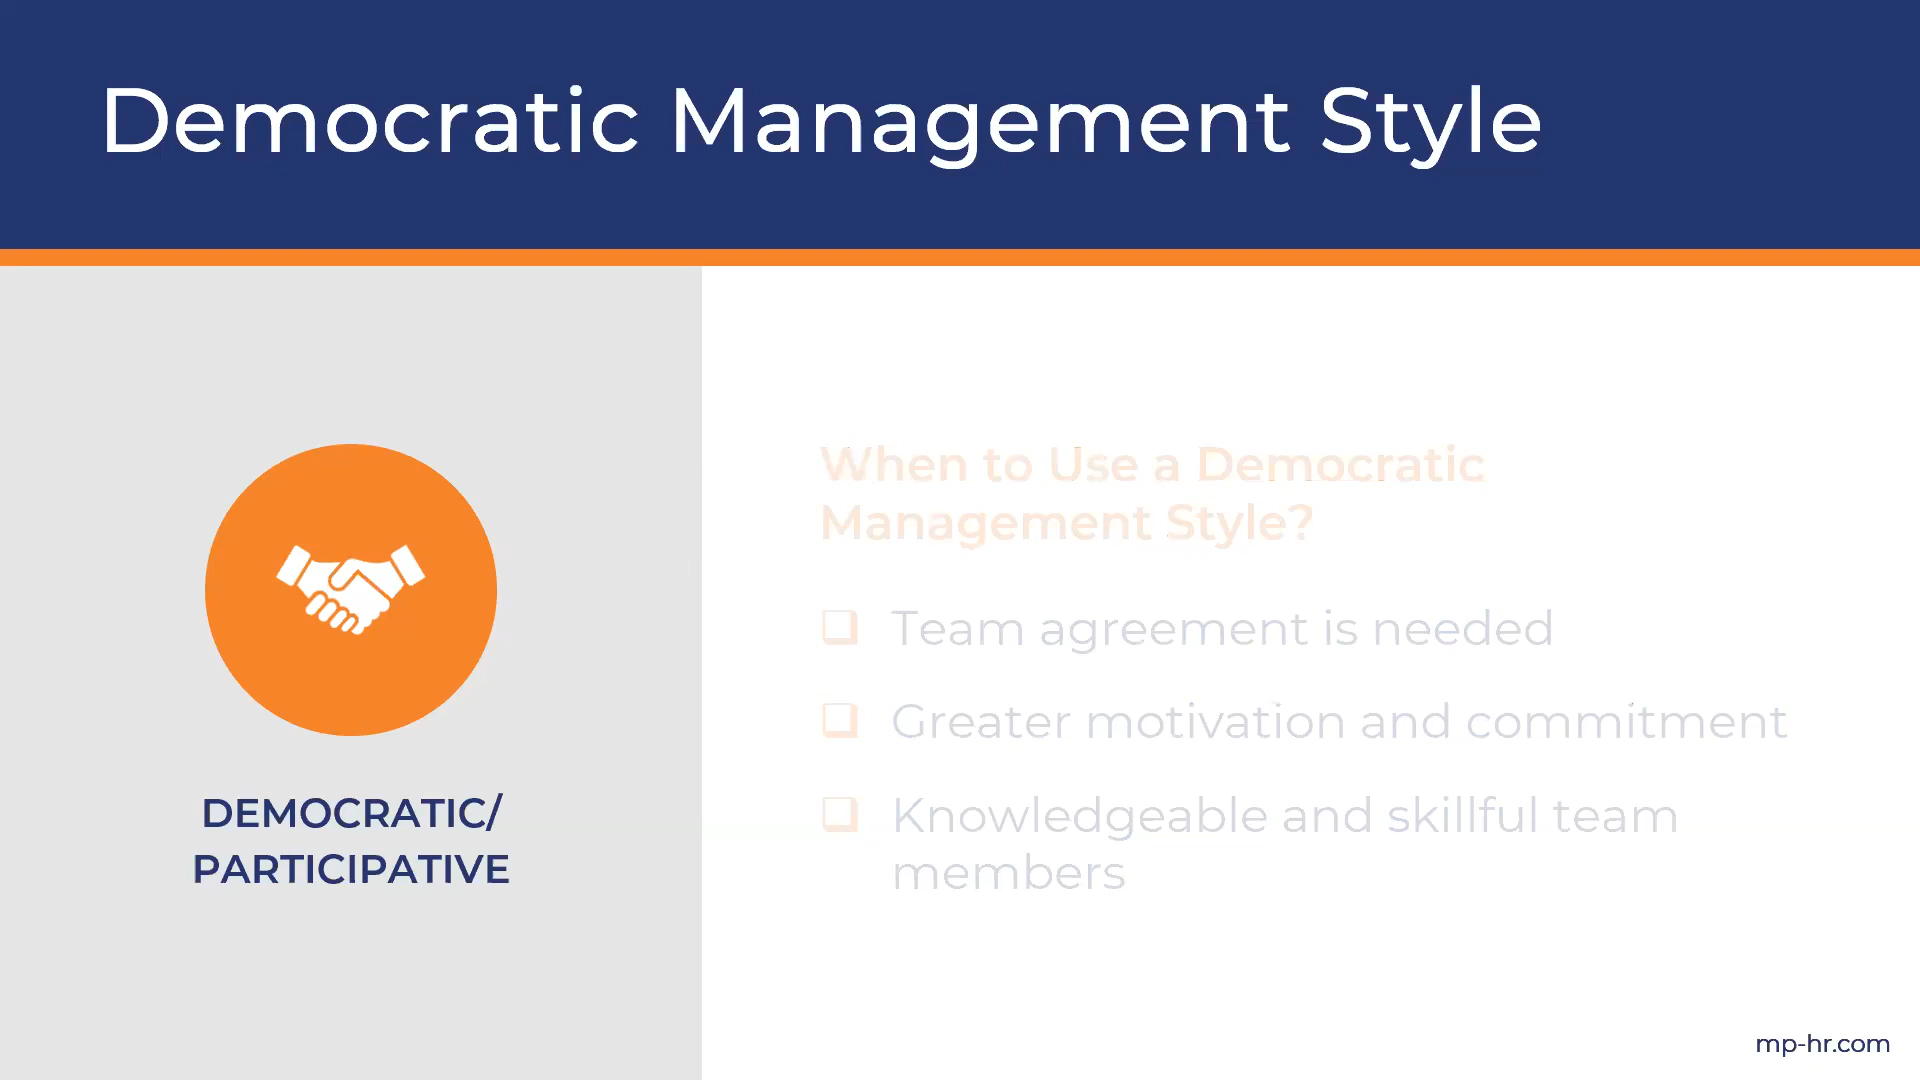 Democratic Management Style
DEMOCRATIC/
PARTICIPATIVE
When to Use a Democratic
Management Style?
❑ Team agreement is needed
❑ Greater motivation and commitment
❑ Knowledgeable and skillful team
members
mp-hr.com